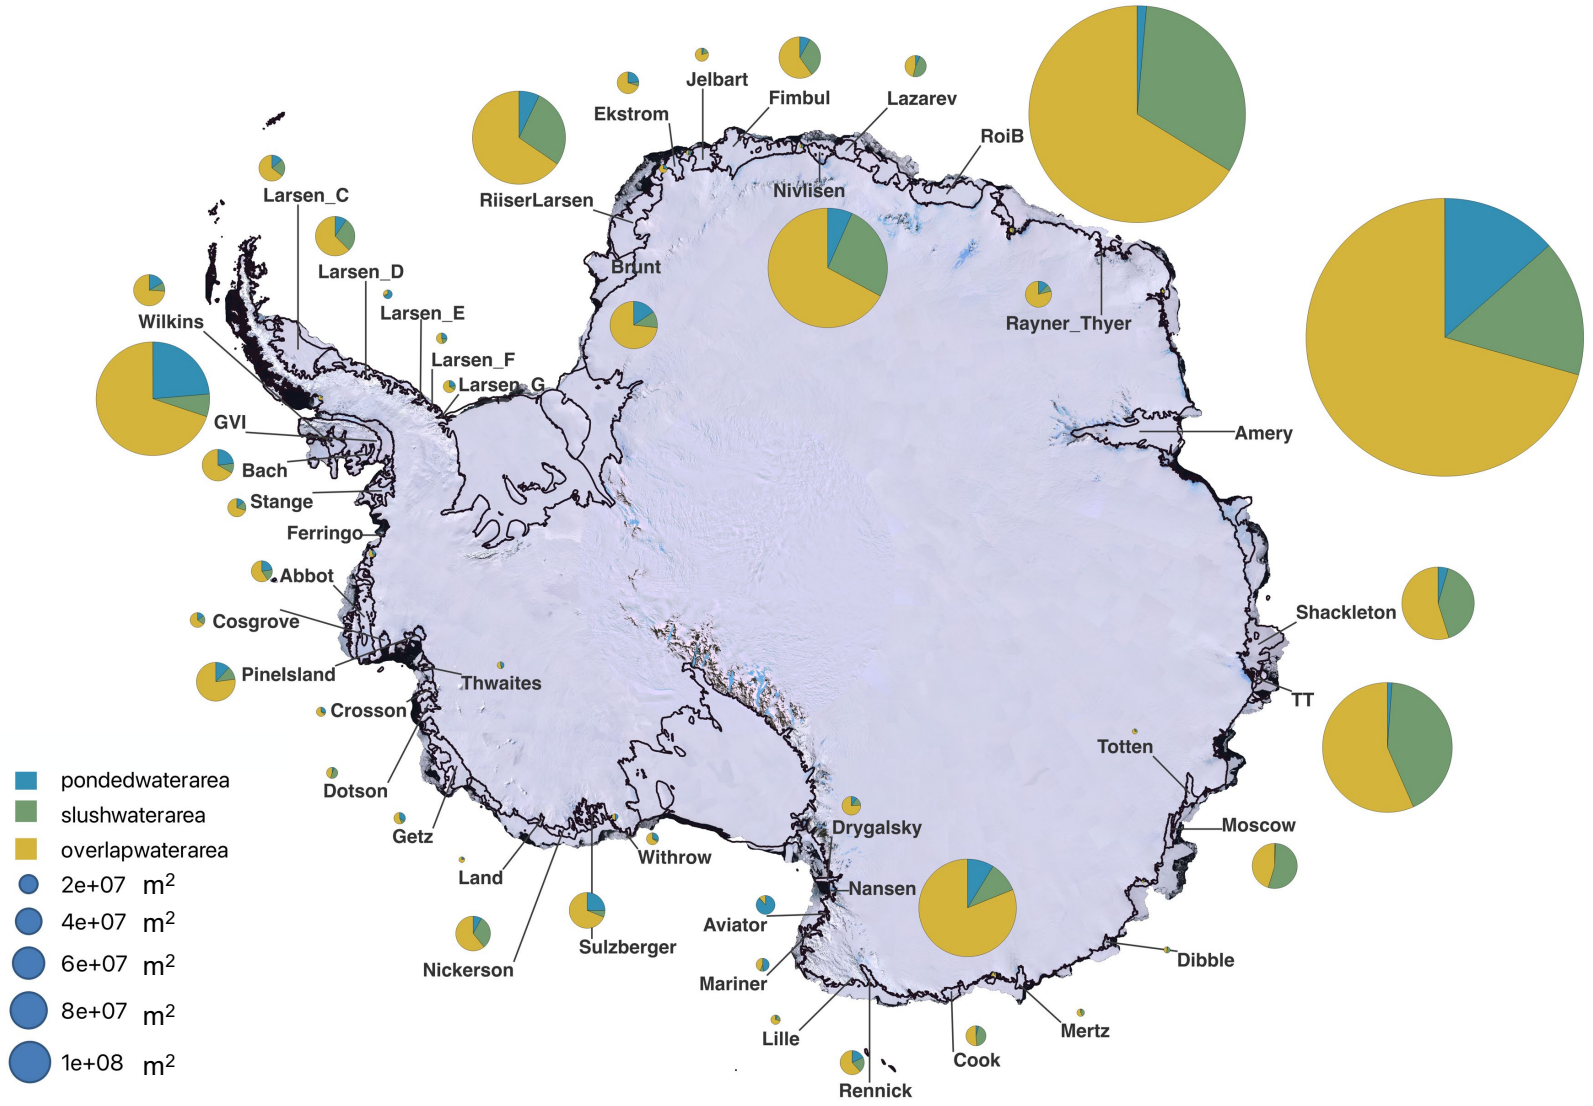 Jelbart
Fimbul
Lazarev
Ekstrom
RoiB
Larsen_C
RiiserLarsen
Nivlisen
Larsen_D
Brunt
Larsen_E
Wilkins
Rayner_Thyer
Larsen_F
Larsen_G
GVI
Amery
Bach
Stange
Ferringo
Abbot
Cosgrove
Shackleton
PineIsland
Thwaites
TT
Crosson
Totten
Dotson
Getz
Drygalsky
Moscow
Withrow
Land
Nansen
Aviator
Sulzberger
Nickerson
Dibble
Mariner
Lille
Mertz
Cook
Rennick
pondedwaterarea
slushwaterarea
overlapwaterarea
2e+07 m²
4e+07 m²
6e+07 m²
8e+07 m²
1e+08 m²